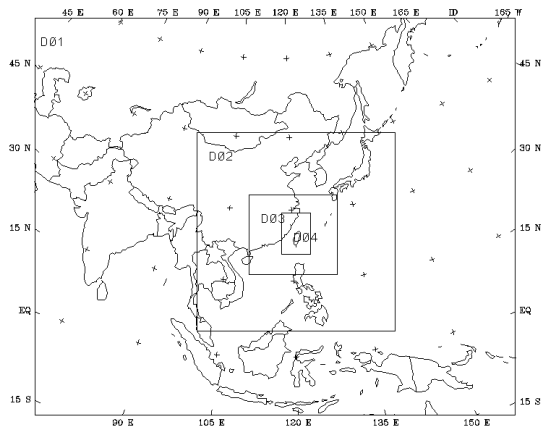 45 E 60 E 75 E 90 E 105 E 120 E 135 E 150 E 165 E ID 165 W
D01
45 N 45 N
30 N 30 N
D02
D03
15 N 15 N
D04
EQ EQ
15 S 15 S
90 E 105 E 120 E 135 E 150 E